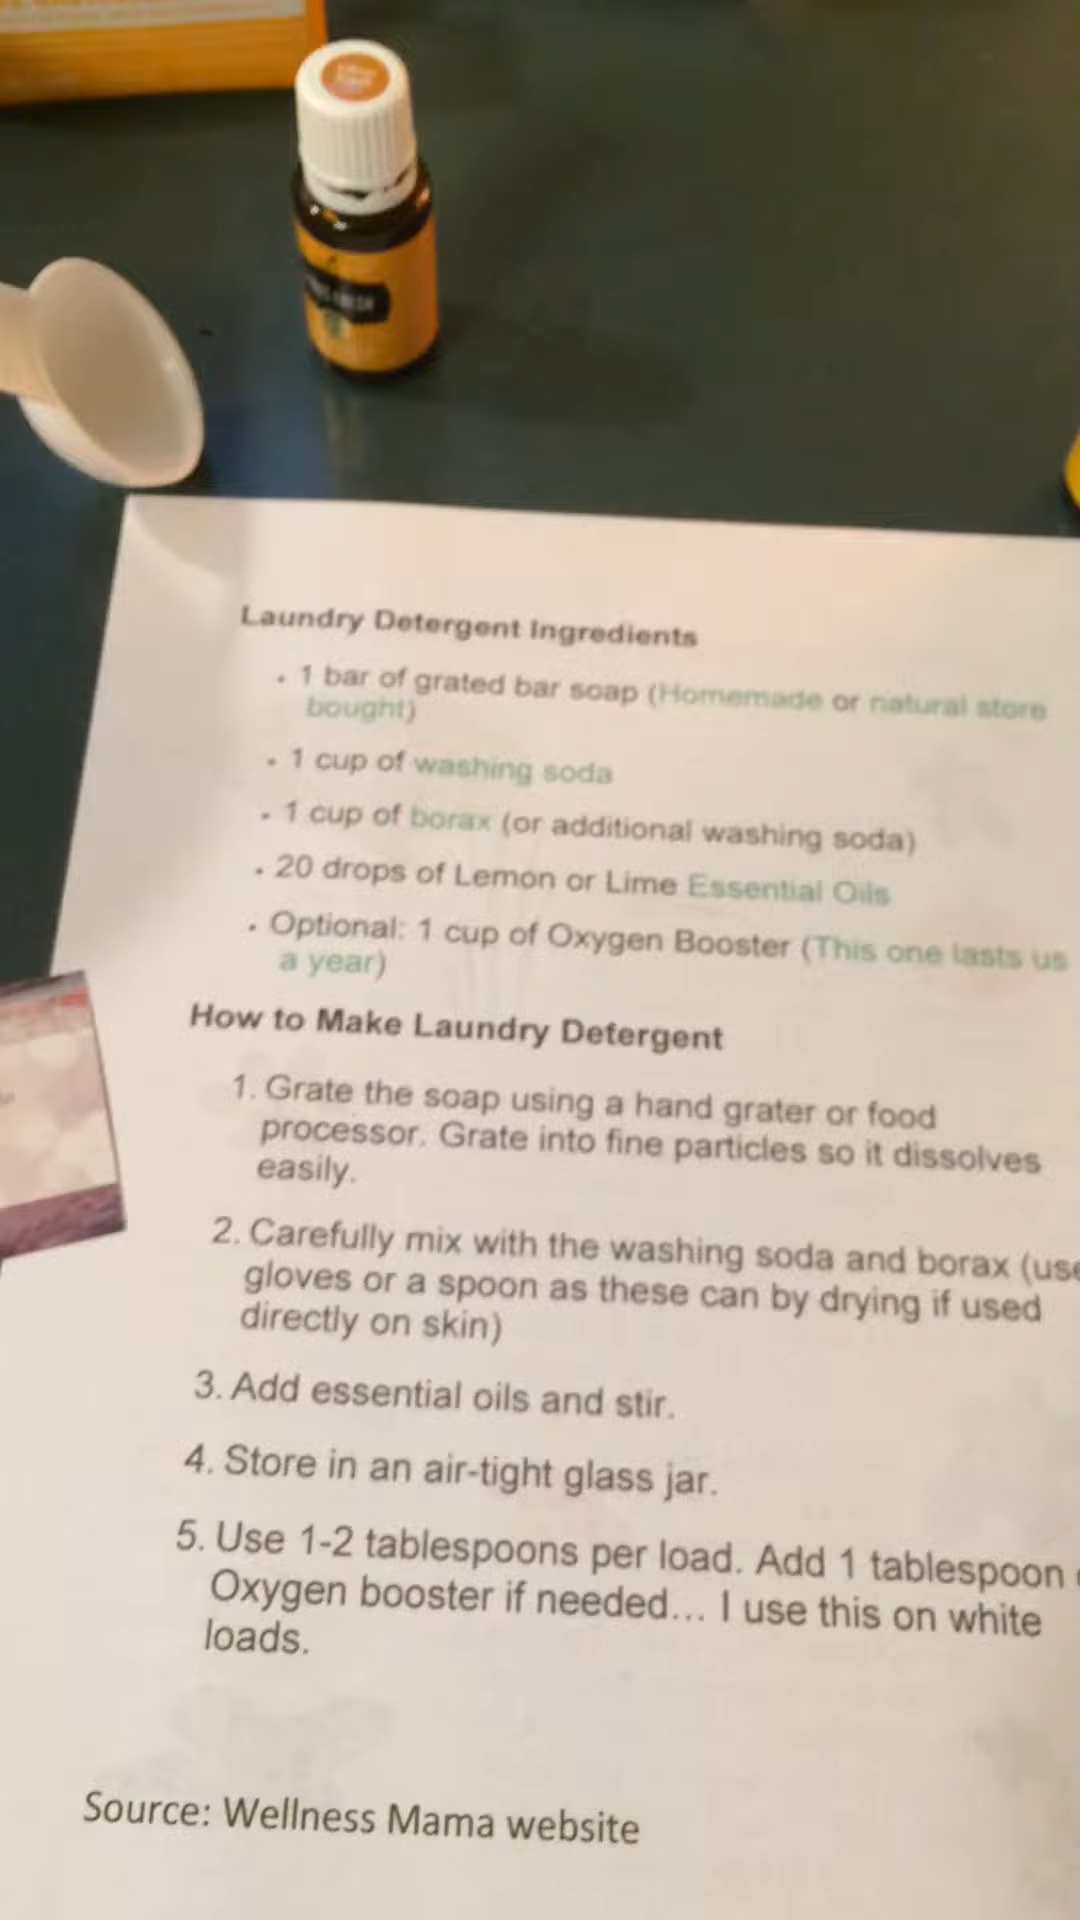 Laundry Detergent Ingredients
. 1 bar of grated bar soap (Homemade or natural store
bought)
. 1 cup of washing soda
. 1 cup of borax (or additional washing soda)
. 20 drops of Lemon or Lime Essential Oils
. Optional: 1 cup of Oxygen Booster (This one lasts us
a year)
How to Make Laundry Detergent
1. Grate the soap using a hand grater or food
processor. Grate into fine particles so it dissolves
easily.
2. Carefully mix with the washing soda and borax (use
gloves or a spoon as these can by drying if used
directly on skin)
3. Add essential oils and stir.
4. Store in an air-tight glass jar.
5. Use 1-2 tablespoons per load. Add 1 tablespoon
Oxygen booster if needed... I use this on white
loads.
Source: Wellness Mama website